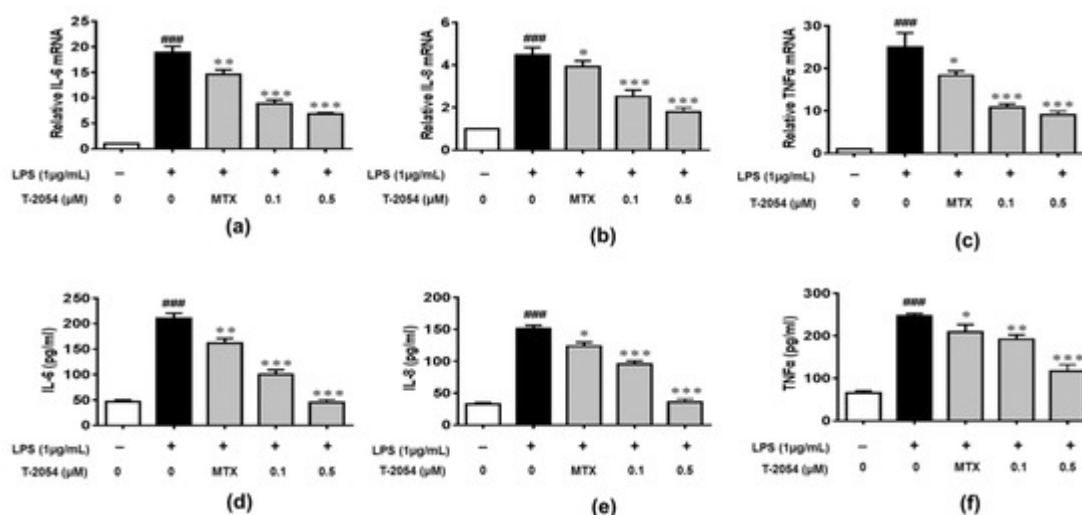 Relative IL-6 mRNA
25
20
15
10
5
0
###
**
***
***
LPS (1µg/mL) – + + + +
T-2054 (µM) 0 0 MTX 0.1 0.5
(a)
Relative IL-8 mRNA
6
4
2
0
###
*
***
***
LPS (1µg/mL) – + + + +
T-2054 (µM) 0 0 MTX 0.1 0.5
(b)
Relative TNFα mRNA
30
20
10
0
###
*
***
***
LPS (1µg/mL) – + + + +
T-2054 (µM) 0 0 MTX 0.1 0.5
(c)
IL-6 (pg/ml)
250
200
150
100
50
0
###
**
***
***
LPS (1µg/mL) – + + + +
T-2054 (µM) 0 0 MTX 0.1 0.5
(d)
IL-8 (pg/ml)
200
150
100
50
0
###
*
***
***
LPS (1µg/mL) – + + + +
T-2054 (µM) 0 0 MTX 0.1 0.5
(e)
TNFα (pg/ml)
300
200
100
0
###
*
**
***
LPS (1µg/mL) – + + + +
T-2054 (µM) 0 0 MTX 0.1 0.5
(f)